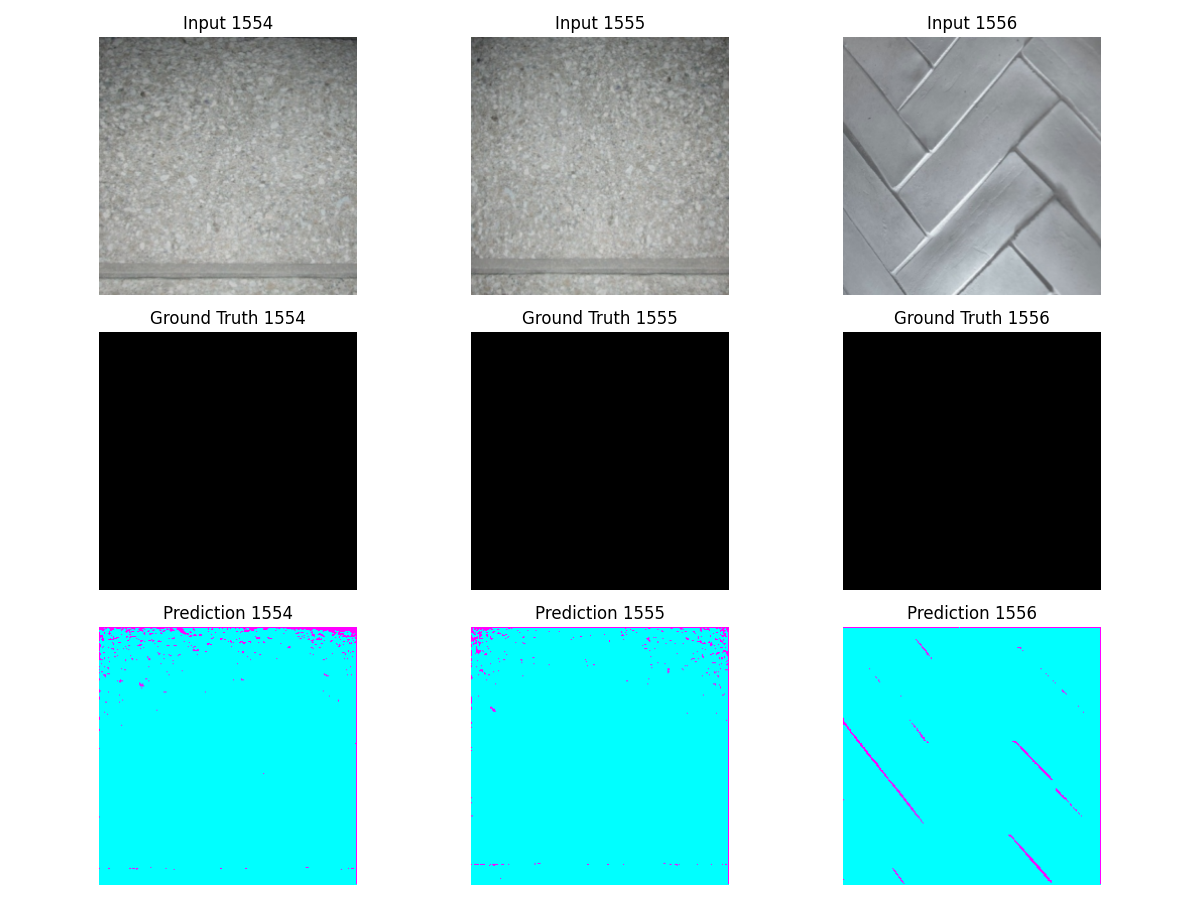 Input 1554
Input 1555
Input 1556
Ground Truth 1554
Ground Truth 1555
Ground Truth 1556
Prediction 1554
Prediction 1555
Prediction 1556